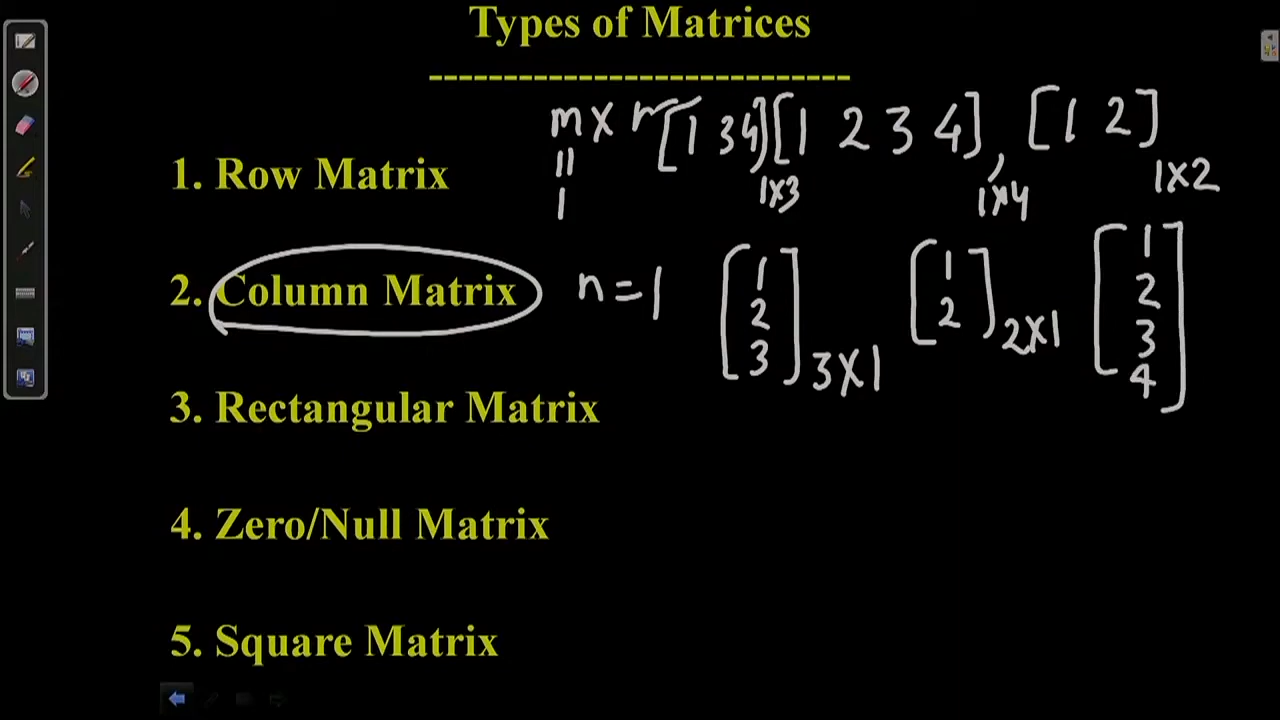 Types of Matrices
---------------------------
m x n [1 3 4] [1 2 3 4], [1 2]
11 1x3 1x4 1x2
1. Row Matrix
1
2. Column Matrix n = 1 [1 2 3] 3x1 [1 2] 2x1 [1 2 3 4]
3. Rectangular Matrix
4. Zero/Null Matrix
5. Square Matrix